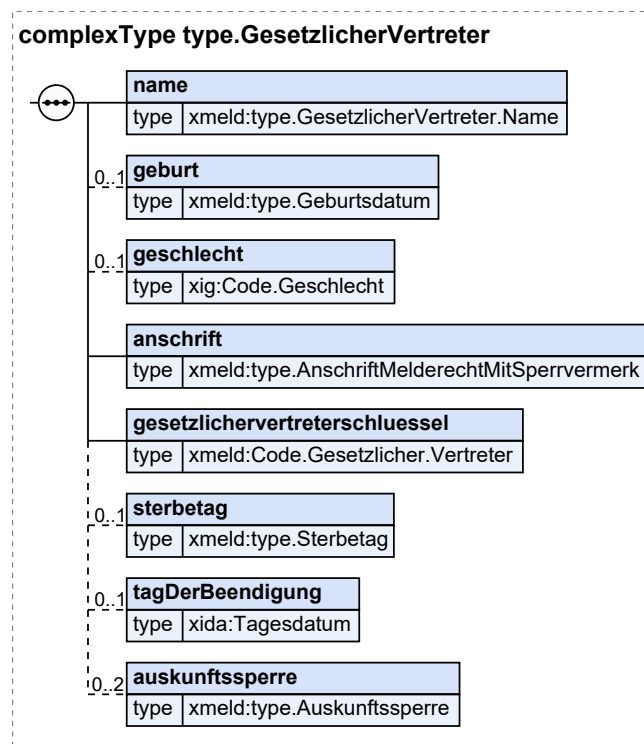 complexType type.GesetzlicherVertreter
name
type xmeld:type.GesetzlicherVertreter.Name
0..1 geburt
type xmeld:type.Geburtsdatum
0..1 geschlecht
type xig:Code.Geschlecht
anschrift
type xmeld:type.AnschriftMelderechtMitSperrvermerk
gesetzlichervertreterschluessel
type xmeld:Code.Gesetzlicher.Vertreter
0..1 sterbetag
type xmeld:type.Sterbetag
0..1 tagDerBeendigung
type xida:Tagesdatum
0..2 auskunftssperre
type xmeld:type.Auskunftssperre